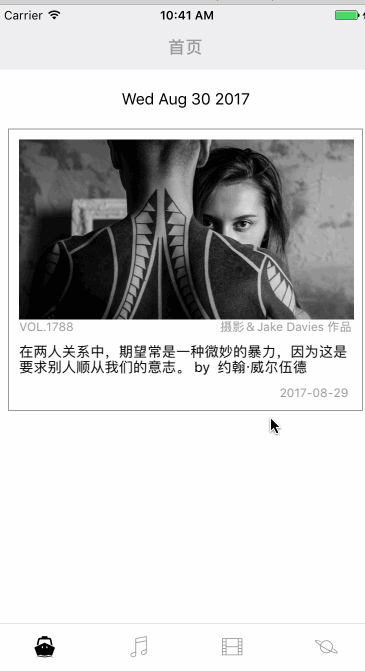 Carrier 10:41 AM
首页
Wed Aug 30 2017
VOL.1788 摄影＆Jake Davies 作品
在两人关系中，期望常是一种微妙的暴力，因为这是
要求别人顺从我们的意志。 by 约翰·威尔伍德
2017-08-29